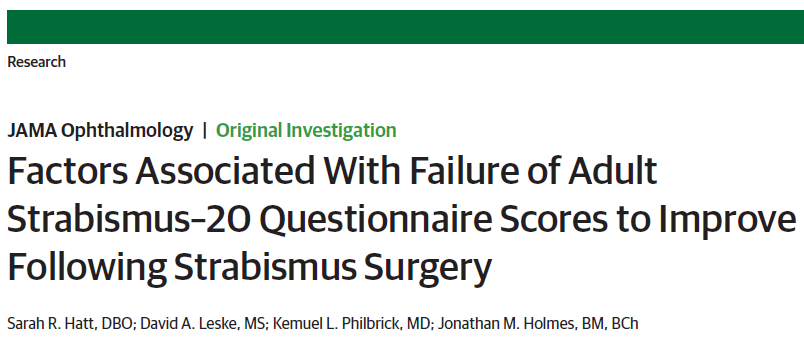 Research
JAMA Ophthalmology | Original Investigation
Factors Associated With Failure of Adult
Strabismus–20 Questionnaire Scores to Improve
Following Strabismus Surgery
Sarah R. Hatt, DBO; David A. Leske, MS; Kemuel L. Philbrick, MD; Jonathan M. Holmes, BM, BCh